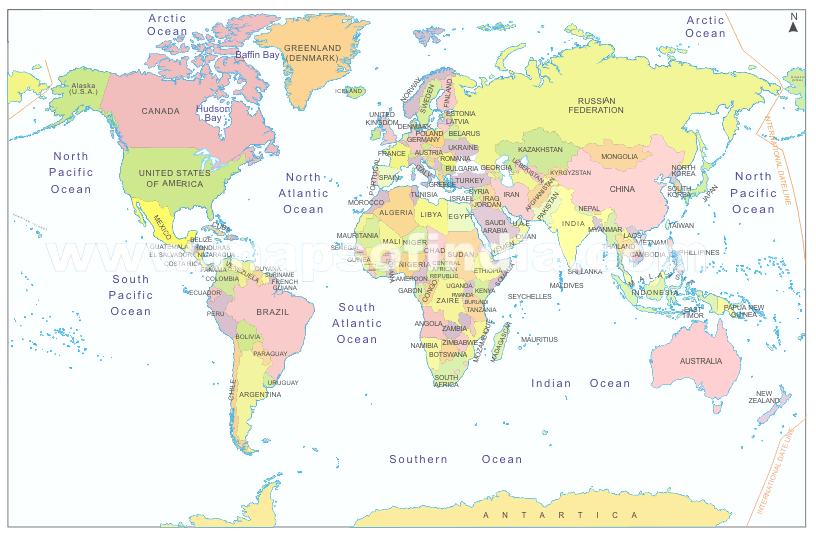 Arctic
Ocean
Arctic
Ocean
N
GREENLAND
(DENMARK)
Baffin Bay
Alaska
(U.S.A.)
ICELAND
CANADA
Hudson
Bay
RUSSIAN
FEDERATION
NORWAY
SWEDEN
FINLAND
UNITED
KINGDOM
ESTONIA
LATVIA
DENMARK
POLAND
BELARUS
GERMANY
UKRAINE
FRANCE
AUSTRIA
ROMANIA
KAZAKHSTAN
MONGOLIA
INTERNATIONAL DATELINE
North
Pacific
Ocean
UNITED STATES
OF AMERICA
North
Atlantic
Ocean
PORTUGAL
SPAIN
ITALY
BULGARIA
GEORGIA
UZBEKISTAN
KYRGYZSTAN
NORTH
KOREA
SOUTH
KOREA
JAPAN
North
Pacific
Ocean
GREECE
TURKEY
TUNISIA
SYRIA
ISRAEL
IRAQ
JORDAN
IRAN
AFGHANISTAN
PAKISTAN
CHINA
MOROCCO
ALGERIA
LIBYA
EGYPT
SAUDI
ARABIA
U.A.E
OMAN
YEMEN
NEPAL
INDIA
MYANMAR
LAOS
TAIWAN
THAILAND
VIETNAM
CAMBODIA
PHILIPPINES
MEXICO
CUBA
BELIZE
GUATEMALA
HONDURAS
EL SALVADOR
NICARAGUA
COSTARICA
PANAMA
VENEZUELA
GUYANA
SURINAME
FRENCH
GUIANA
COLOMBIA
ECUADOR
MAURITANIA
MALI
NIGER
CHAD
SUDAN
SENEGAL
GUINEA
NIGERIA
CENTRAL
AFRICAN
REPUBLIC
ETHIOPIA
SOMALIA
CAMEROON
GABON
CONGO
UGANDA
KENYA
RWANDA
BURUNDI
ZAIRE
TANZANIA
SRI LANKA
MALDIVES
SEYCHELLES
MALAYSIA
INDONESIA
EAST
TIMOR
PAPUA NEW
GUINEA
South
Pacific
Ocean
PERU
BRAZIL
South
Atlantic
Ocean
BOLIVIA
PARAGUAY
CHILE
URUGUAY
ARGENTINA
ANGOLA
ZAMBIA
NAMIBIA
ZIMBABWE
BOTSWANA
MOZAMBIQUE
MADAGASCAR
MAURITIUS
SOUTH
AFRICA
AUSTRALIA
Indian Ocean
NEW
ZEALAND
Southern Ocean
INTERNATIONAL DATE LINE
ANTARTICA